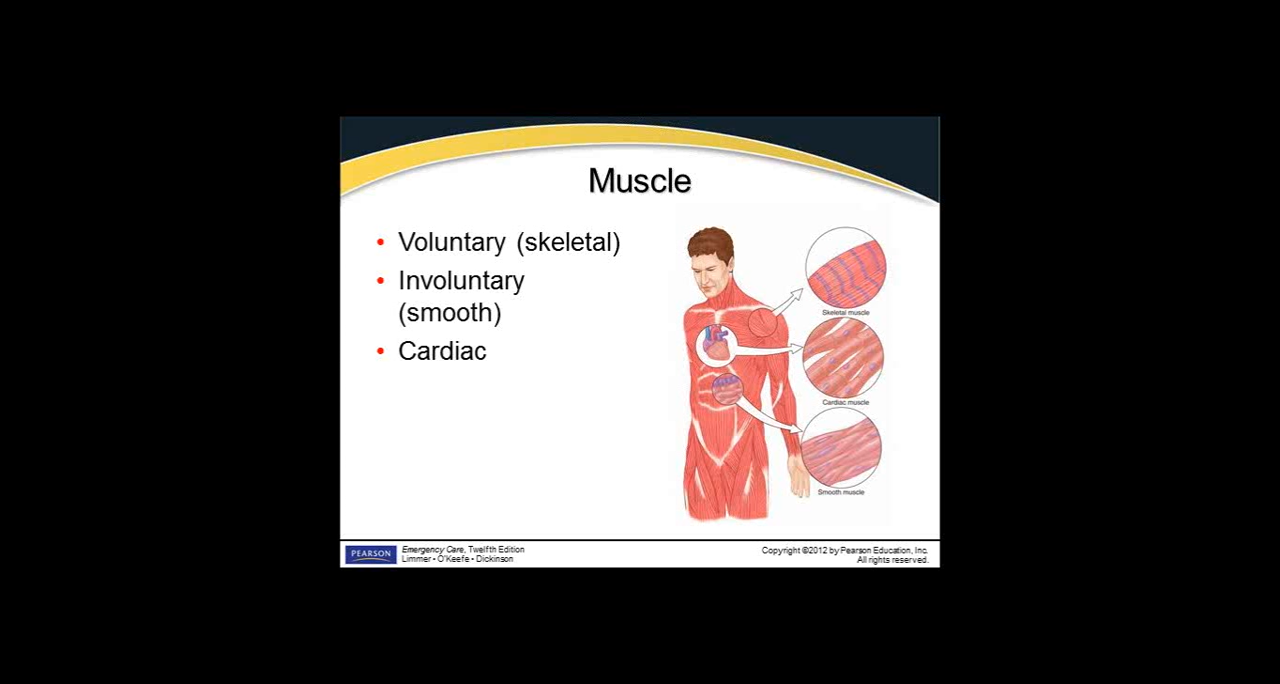 Muscle
• Voluntary (skeletal)
• Involuntary
(smooth)
• Cardiac
Skeletal muscle
Cardiac muscle
Smooth muscle
PEARSON
Emergency Care, Twelfth Edition
Limmer • O'Keefe • Dickinson
Copyright ©2012 by Pearson Education, Inc.
All rights reserved.